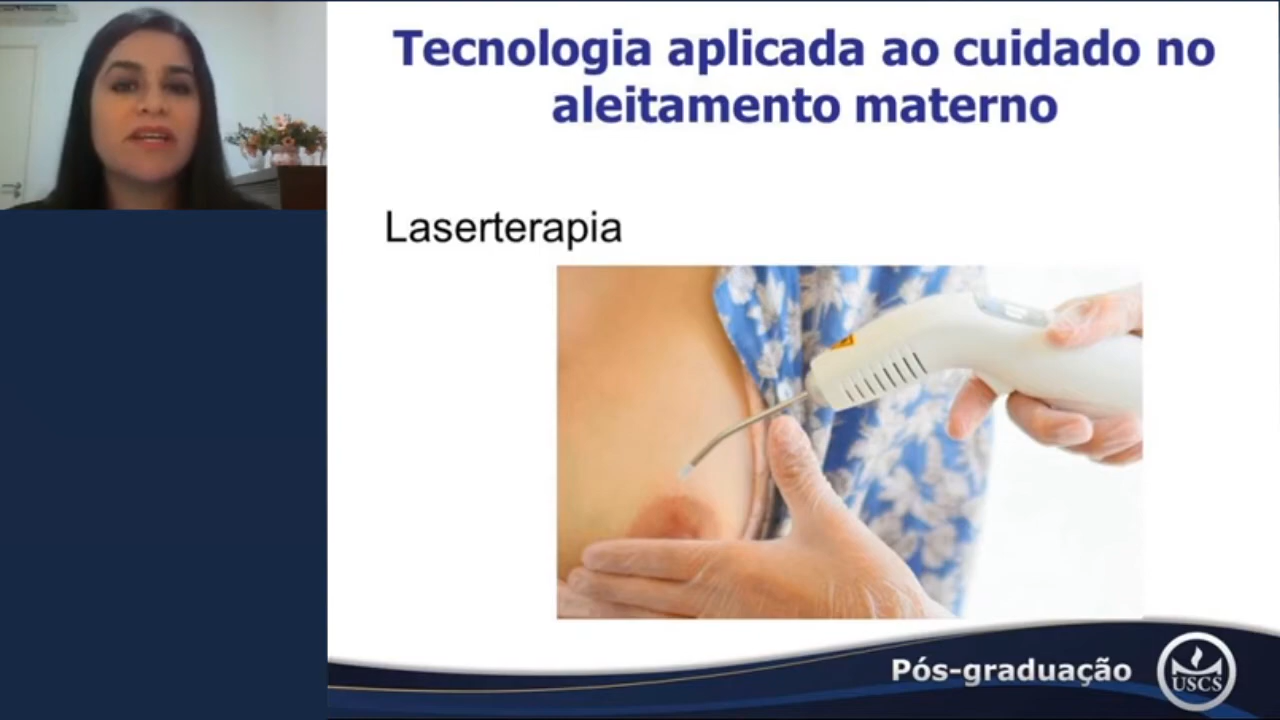 Tecnologia aplicada ao cuidado no
aleitamento materno
Laserterapia
Pós-graduação
USCS